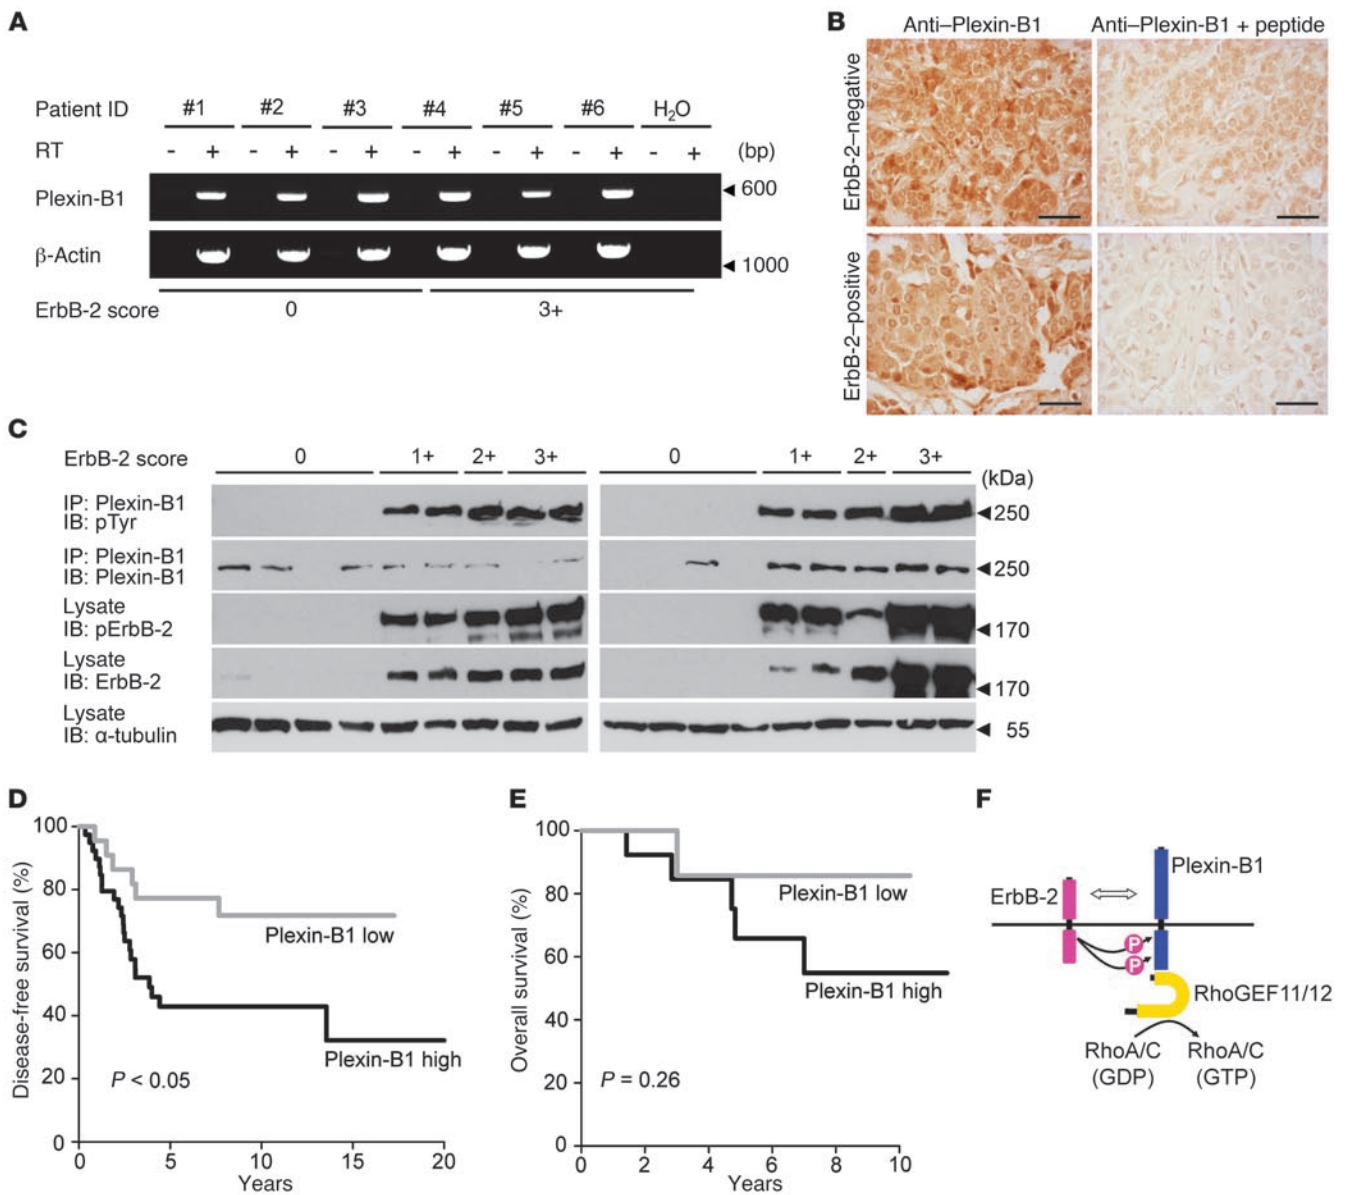 A
Patient ID #1 #2 #3 #4 #5 #6 H2O
RT - + - + - + - + - + - + - + (bp)
Plexin-B1 600
β-Actin 1000
ErbB-2 score 0 3+
B
Anti–Plexin-B1 Anti–Plexin-B1 + peptide
ErbB-2–negative
ErbB-2–positive
C
ErbB-2 score 0 1+ 2+ 3+ 0 1+ 2+ 3+
(kDa)
IP: Plexin-B1
IB: pTyr
250
IP: Plexin-B1
IB: Plexin-B1
250
Lysate
IB: pErbB-2
170
Lysate
IB: ErbB-2
170
Lysate
IB: α-tubulin
55
D
Disease-free survival (%)
100
80
60
40
20
0
Plexin-B1 low
Plexin-B1 high
P < 0.05
0 5 10 15 20
Years
E
Overall survival (%)
100
80
60
40
20
0
Plexin-B1 low
Plexin-B1 high
P = 0.26
0 2 4 6 8 10
Years
F
Plexin-B1
ErbB-2
P
P
RhoGEF11/12
RhoA/C RhoA/C
(GDP) (GTP)